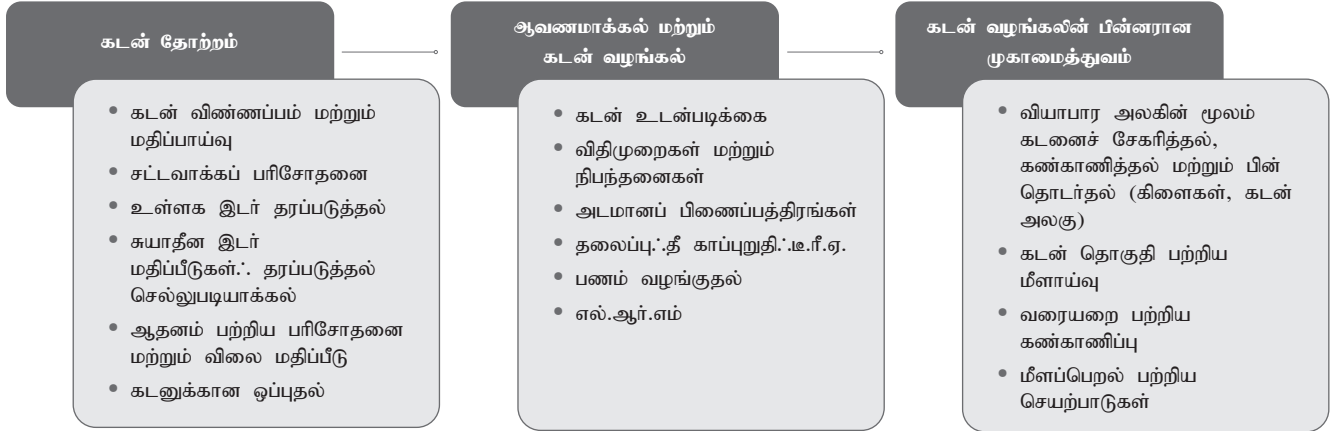 கடன் தோற்றம்
• கடன் விண்ணப்பம் மற்றும்
மதிப்பாய்வு
• சட்டவாக்கப் பரிசோதனை
• உள்ளக இடர் தரப்படுத்தல்
• சுயாதீன இடர்
மதிப்பீடுகள்ஃ தரப்படுத்தல்
செல்லுபடியாக்கல்
• ஆதனம் பற்றிய பரிசோதனை
மற்றும் விலை மதிப்பீடு
• கடனுக்கான ஒப்புதல்
ஆவணமாக்கல் மற்றும்
கடன் வழங்கல்
• கடன் உடன்படிக்கை
• விதிமுறைகள் மற்றும்
நிபந்தனைகள்
• அடமானப் பிணைப்பத்திரங்கள்
• தலைப்புஃதீ காப்புறுதிஃடீ.ரீ.ஏ.
• பணம் வழங்குதல்
• எல்.ஆர்.எம்
கடன் வழங்கலின் பின்னரான
முகாமைத்துவம்
• வியாபார அலகின் மூலம்
கடனைச் சேகரித்தல்,
கண்காணித்தல் மற்றும் பின்
தொடர்தல் (கிளைகள், கடன்
அலகு)
• கடன் தொகுதி பற்றிய
மீளாய்வு
• வரையறை பற்றிய
கண்காணிப்பு
• மீளப்பெறல் பற்றிய
செயற்பாடுகள்